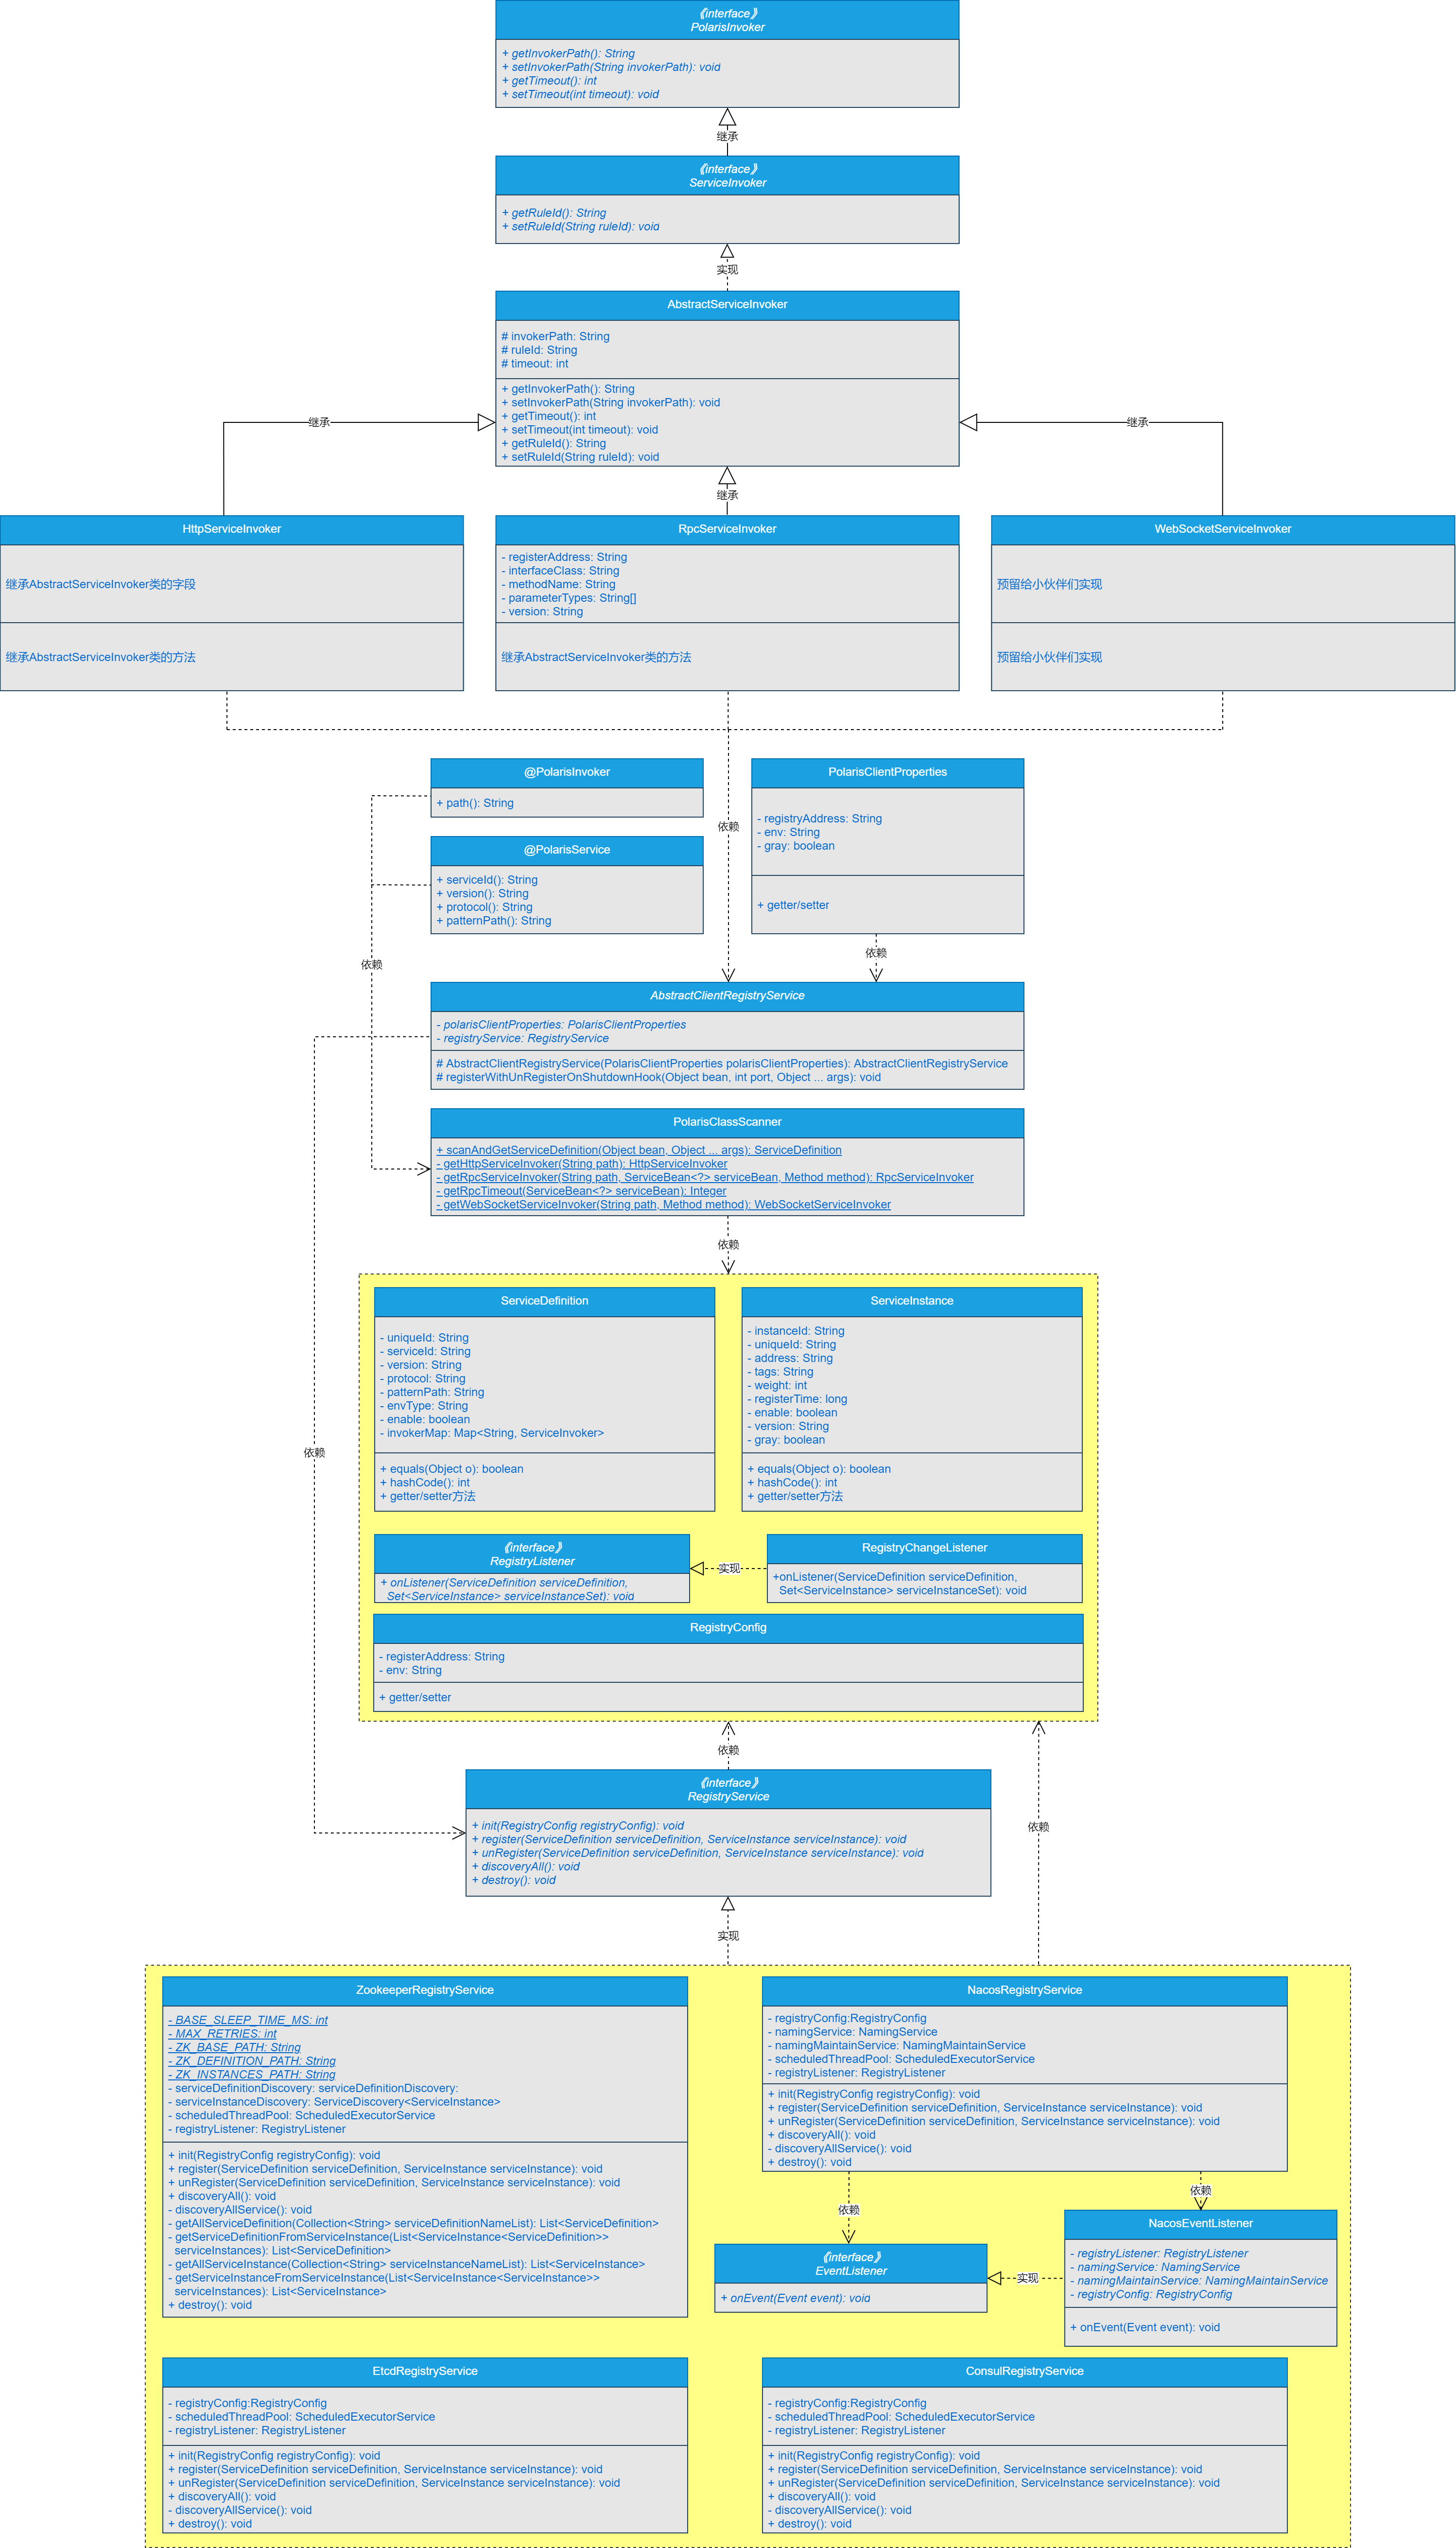 《interface》
PolarisInvoker
+ getInvokerPath(): String
+ setInvokerPath(String invokerPath): void
+ getTimeout(): int
+ setTimeout(int timeout): void
继承
《interface》
ServiceInvoker
+ getRuleId(): String
+ setRuleId(String ruleId): void
实现
AbstractServiceInvoker
# invokerPath: String
# ruleId: String
# timeout: int
+ getInvokerPath(): String
+ setInvokerPath(String invokerPath): void
+ getTimeout(): int
+ setTimeout(int timeout): void
+ getRuleId(): String
+ setRuleId(String ruleId): void
继承
继承
继承
HttpServiceInvoker
继承AbstractServiceInvoker类的字段
继承AbstractServiceInvoker类的方法
RpcServiceInvoker
- registerAddress: String
- interfaceClass: String
- methodName: String
- parameterTypes: String[]
- version: String
继承AbstractServiceInvoker类的方法
WebSocketServiceInvoker
预留给小伙伴们实现
预留给小伙伴们实现
@PolarisInvoker
+ path(): String
@PolarisService
+ serviceId(): String
+ version(): String
+ protocol(): String
+ patternPath(): String
依赖
PolarisClientProperties
- registryAddress: String
- env: String
- gray: boolean
+ getter/setter
依赖
依赖
AbstractClientRegistryService
- polarisClientProperties: PolarisClientProperties
- registryService: RegistryService
# AbstractClientRegistryService(PolarisClientProperties polarisClientProperties): AbstractClientRegistryService
# registerWithUnRegisterOnShutdownHook(Object bean, int port, Object ... args): void
PolarisClassScanner
+ scanAndGetServiceDefinition(Object bean, Object ... args): ServiceDefinition
- getHttpServiceInvoker(String path): HttpServiceInvoker
- getRpcServiceInvoker(String path, ServiceBean<?> serviceBean, Method method): RpcServiceInvoker
- getRpcTimeout(ServiceBean<?> serviceBean): Integer
- getWebSocketServiceInvoker(String path, Method method): WebSocketServiceInvoker
依赖
ServiceDefinition
- uniqueId: String
- serviceId: String
- version: String
- protocol: String
- patternPath: String
- envType: String
- enable: boolean
- invokerMap: Map<String, ServiceInvoker>
+ equals(Object o): boolean
+ hashCode(): int
+ getter/setter方法
ServiceInstance
- instanceId: String
- uniqueId: String
- address: String
- tags: String
- weight: int
- registerTime: long
- enable: boolean
- version: String
- gray: boolean
+ equals(Object o): boolean
+ hashCode(): int
+ getter/setter方法
依赖
《interface》
RegistryListener
+ onListener(ServiceDefinition serviceDefinition,
Set<ServiceInstance> serviceInstanceSet): void
实现
RegistryChangeListener
+onListener(ServiceDefinition serviceDefinition,
Set<ServiceInstance> serviceInstanceSet): void
RegistryConfig
- registerAddress: String
- env: String
+ getter/setter
依赖
《interface》
RegistryService
+ init(RegistryConfig registryConfig): void
+ register(ServiceDefinition serviceDefinition, ServiceInstance serviceInstance): void
+ unRegister(ServiceDefinition serviceDefinition, ServiceInstance serviceInstance): void
+ discoveryAll(): void
+ destroy(): void
依赖
实现
ZookeeperRegistryService
- BASE_SLEEP_TIME_MS: int
- MAX_RETRIES: int
- ZK_BASE_PATH: String
- ZK_DEFINITION_PATH: String
- ZK_INSTANCES_PATH: String
- serviceDefinitionDiscovery: serviceDefinitionDiscovery:
- serviceInstanceDiscovery: ServiceDiscovery<ServiceInstance>
- scheduledThreadPool: ScheduledExecutorService
- registryListener: RegistryListener
+ init(RegistryConfig registryConfig): void
+ register(ServiceDefinition serviceDefinition, ServiceInstance serviceInstance): void
+ unRegister(ServiceDefinition serviceDefinition, ServiceInstance serviceInstance): void
+ discoveryAll(): void
- discoveryAllService(): void
- getAllServiceDefinition(Collection<String> serviceDefinitionNameList): List<ServiceDefinition>
- getServiceDefinitionFromServiceInstance(List<ServiceInstance<ServiceDefinition>>
serviceInstances): List<ServiceDefinition>
- getAllServiceInstance(Collection<String> serviceInstanceNameList): List<ServiceInstance>
- getServiceInstanceFromServiceInstance(List<ServiceInstance<ServiceInstance>>
serviceInstances): List<ServiceInstance>
+ destroy(): void
NacosRegistryService
- registryConfig:RegistryConfig
- namingService: NamingService
- namingMaintainService: NamingMaintainService
- scheduledThreadPool: ScheduledExecutorService
- registryListener: RegistryListener
+ init(RegistryConfig registryConfig): void
+ register(ServiceDefinition serviceDefinition, ServiceInstance serviceInstance): void
+ unRegister(ServiceDefinition serviceDefinition, ServiceInstance serviceInstance): void
+ discoveryAll(): void
- discoveryAllService(): void
+ destroy(): void
依赖
依赖
《interface》
EventListener
+ onEvent(Event event): void
实现
NacosEventListener
- registryListener: RegistryListener
- namingService: NamingService
- namingMaintainService: NamingMaintainService
- registryConfig: RegistryConfig
+ onEvent(Event event): void
EtcdRegistryService
- registryConfig:RegistryConfig
- scheduledThreadPool: ScheduledExecutorService
- registryListener: RegistryListener
+ init(RegistryConfig registryConfig): void
+ register(ServiceDefinition serviceDefinition, ServiceInstance serviceInstance): void
+ unRegister(ServiceDefinition serviceDefinition, ServiceInstance serviceInstance): void
+ discoveryAll(): void
- discoveryAllService(): void
+ destroy(): void
ConsulRegistryService
- registryConfig:RegistryConfig
- scheduledThreadPool: ScheduledExecutorService
- registryListener: RegistryListener
+ init(RegistryConfig registryConfig): void
+ register(ServiceDefinition serviceDefinition, ServiceInstance serviceInstance): void
+ unRegister(ServiceDefinition serviceDefinition, ServiceInstance serviceInstance): void
+ discoveryAll(): void
- discoveryAllService(): void
+ destroy(): void